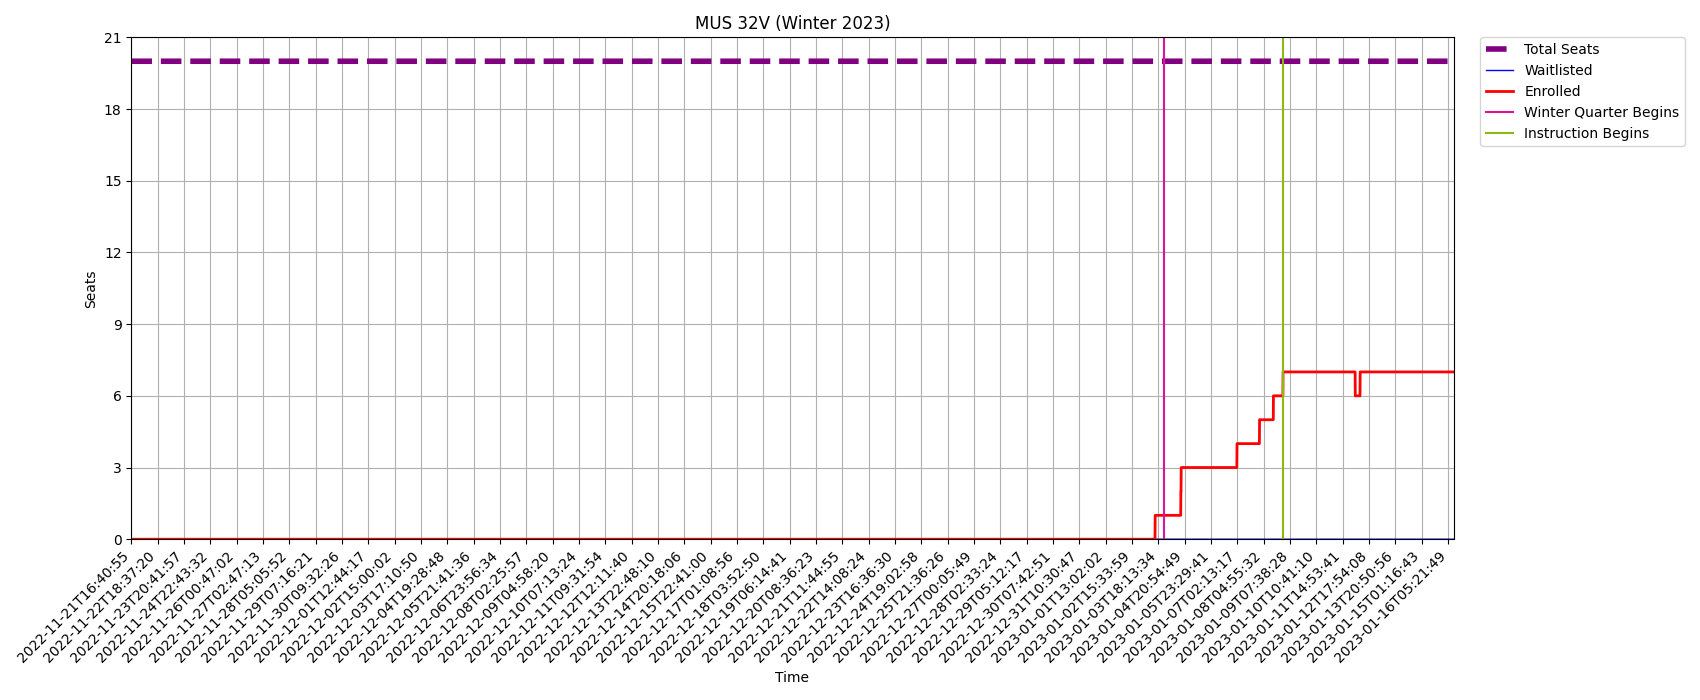 MUS 32V (Winter 2023)
21
18
15
12
9
6
3
0
Seats
Total Seats
Waitlisted
Enrolled
Winter Quarter Begins
Instruction Begins
2022-11-21T16:40:55
2022-11-22T18:37:20
2022-11-23T20:41:57
2022-11-24T22:43:32
2022-11-26T00:47:02
2022-11-27T02:47:13
2022-11-28T05:05:52
2022-11-29T07:16:21
2022-11-30T09:32:26
2022-12-01T12:44:17
2022-12-02T15:00:02
2022-12-03T17:10:50
2022-12-04T19:28:48
2022-12-05T21:41:36
2022-12-06T23:56:34
2022-12-08T02:25:57
2022-12-09T04:58:20
2022-12-10T07:13:24
2022-12-11T09:31:54
2022-12-12T12:11:40
2022-12-13T22:48:10
2022-12-14T20:18:06
2022-12-15T22:41:00
2022-12-17T01:08:56
2022-12-18T03:52:50
2022-12-19T06:14:41
2022-12-20T08:36:23
2022-12-21T11:44:55
2022-12-22T14:08:24
2022-12-23T16:36:30
2022-12-24T19:02:58
2022-12-25T21:36:26
2022-12-27T00:05:49
2022-12-28T02:33:24
2022-12-29T05:12:17
2022-12-30T07:42:51
2022-12-31T10:30:47
2023-01-01T13:02:02
2023-01-02T15:33:59
2023-01-03T18:13:34
2023-01-04T20:54:49
2023-01-05T23:29:41
2023-01-07T02:13:17
2023-01-08T04:55:32
2023-01-09T07:38:28
2023-01-10T10:41:10
2023-01-11T14:53:41
2023-01-12T17:54:08
2023-01-13T20:50:56
2023-01-15T01:16:43
2023-01-16T05:21:49
Time